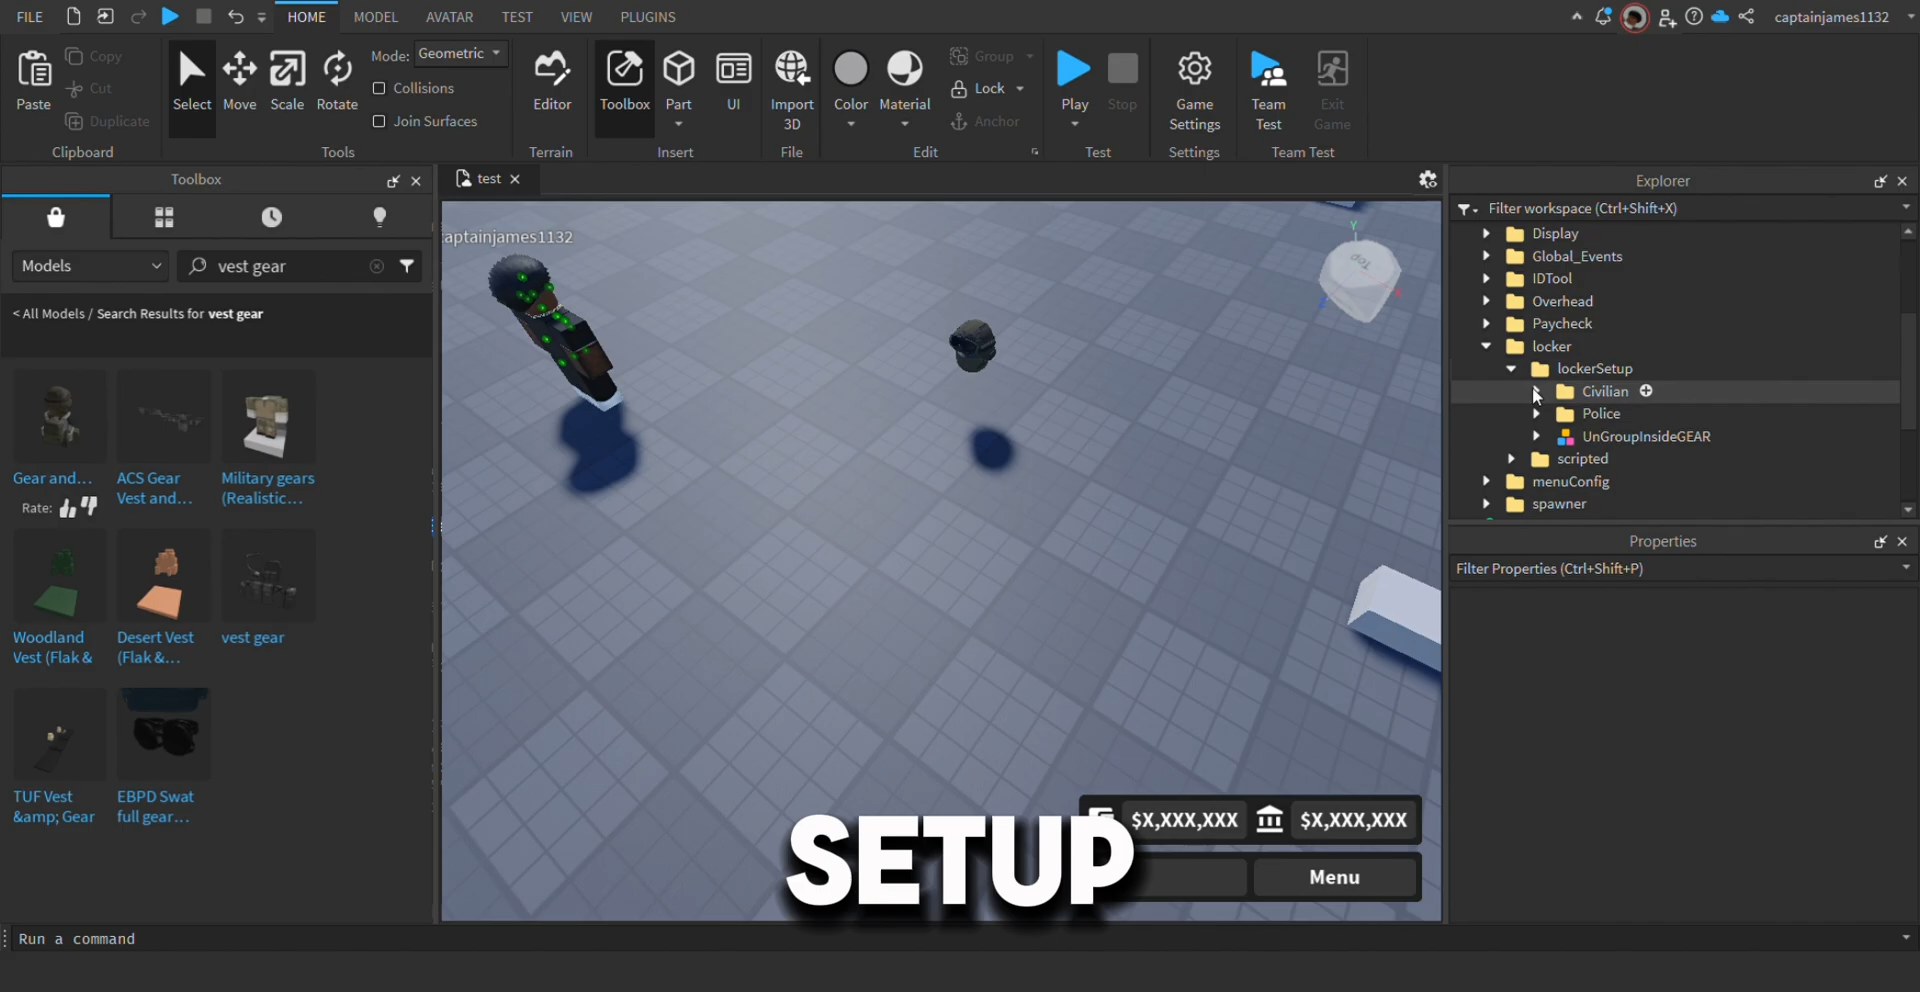 FILE
HOME
MODEL
AVATAR
TEST
VIEW
PLUGINS
captainjames1132
Paste
Copy
Cut
Duplicate
Clipboard
Select
Move
Scale
Rotate
Mode: Geometric
Collisions
Join Surfaces
Tools
Editor
Terrain
Toolbox
Part
UI
Insert
Import
3D
File
Color
Material
Group
Lock
Anchor
Edit
Play
Stop
Test
Game
Settings
Settings
Team
Test
Exit
Game
Team Test
Toolbox
Models
vest gear
< All Models / Search Results for vest gear
Gear and...
Rate:
ACS Gear
Vest and...
Military gears
(Realistic...
Woodland
Vest (Flak &
Desert Vest
(Flak &...
vest gear
TUF Vest
&amp; Gear
EBPD Swat
full gear...
test
captainjames1132
Y
Top
$X,XXX,XXX
$X,XXX,XXX
Menu
SETUP
Explorer
Filter workspace (Ctrl+Shift+X)
Display
Global_Events
IDTool
Overhead
Paycheck
locker
lockerSetup
Civilian
Police
UnGroupInsideGEAR
scripted
menuConfig
spawner
Properties
Filter Properties (Ctrl+Shift+P)
Run a command